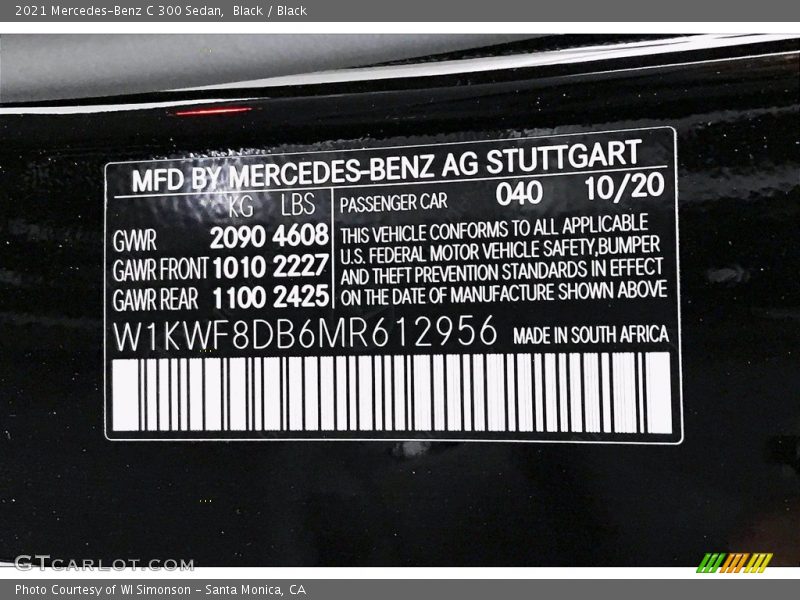 2021 Mercedes-Benz C 300 Sedan, Black / Black
MFD BY MERCEDES-BENZ AG STUTTGART
KG LBS
PASSENGER CAR 040 10/20
GWR 2090 4608
GAWR FRONT 1010 2227
GAWR REAR 1100 2425
THIS VEHICLE CONFORMS TO ALL APPLICABLE
U.S. FEDERAL MOTOR VEHICLE SAFETY,BUMPER
AND THEFT PREVENTION STANDARDS IN EFFECT
ON THE DATE OF MANUFACTURE SHOWN ABOVE
W1KWF8DB6MR612956 MADE IN SOUTH AFRICA
GTCARLOT.COM
Photo Courtesy of WI Simonson - Santa Monica, CA